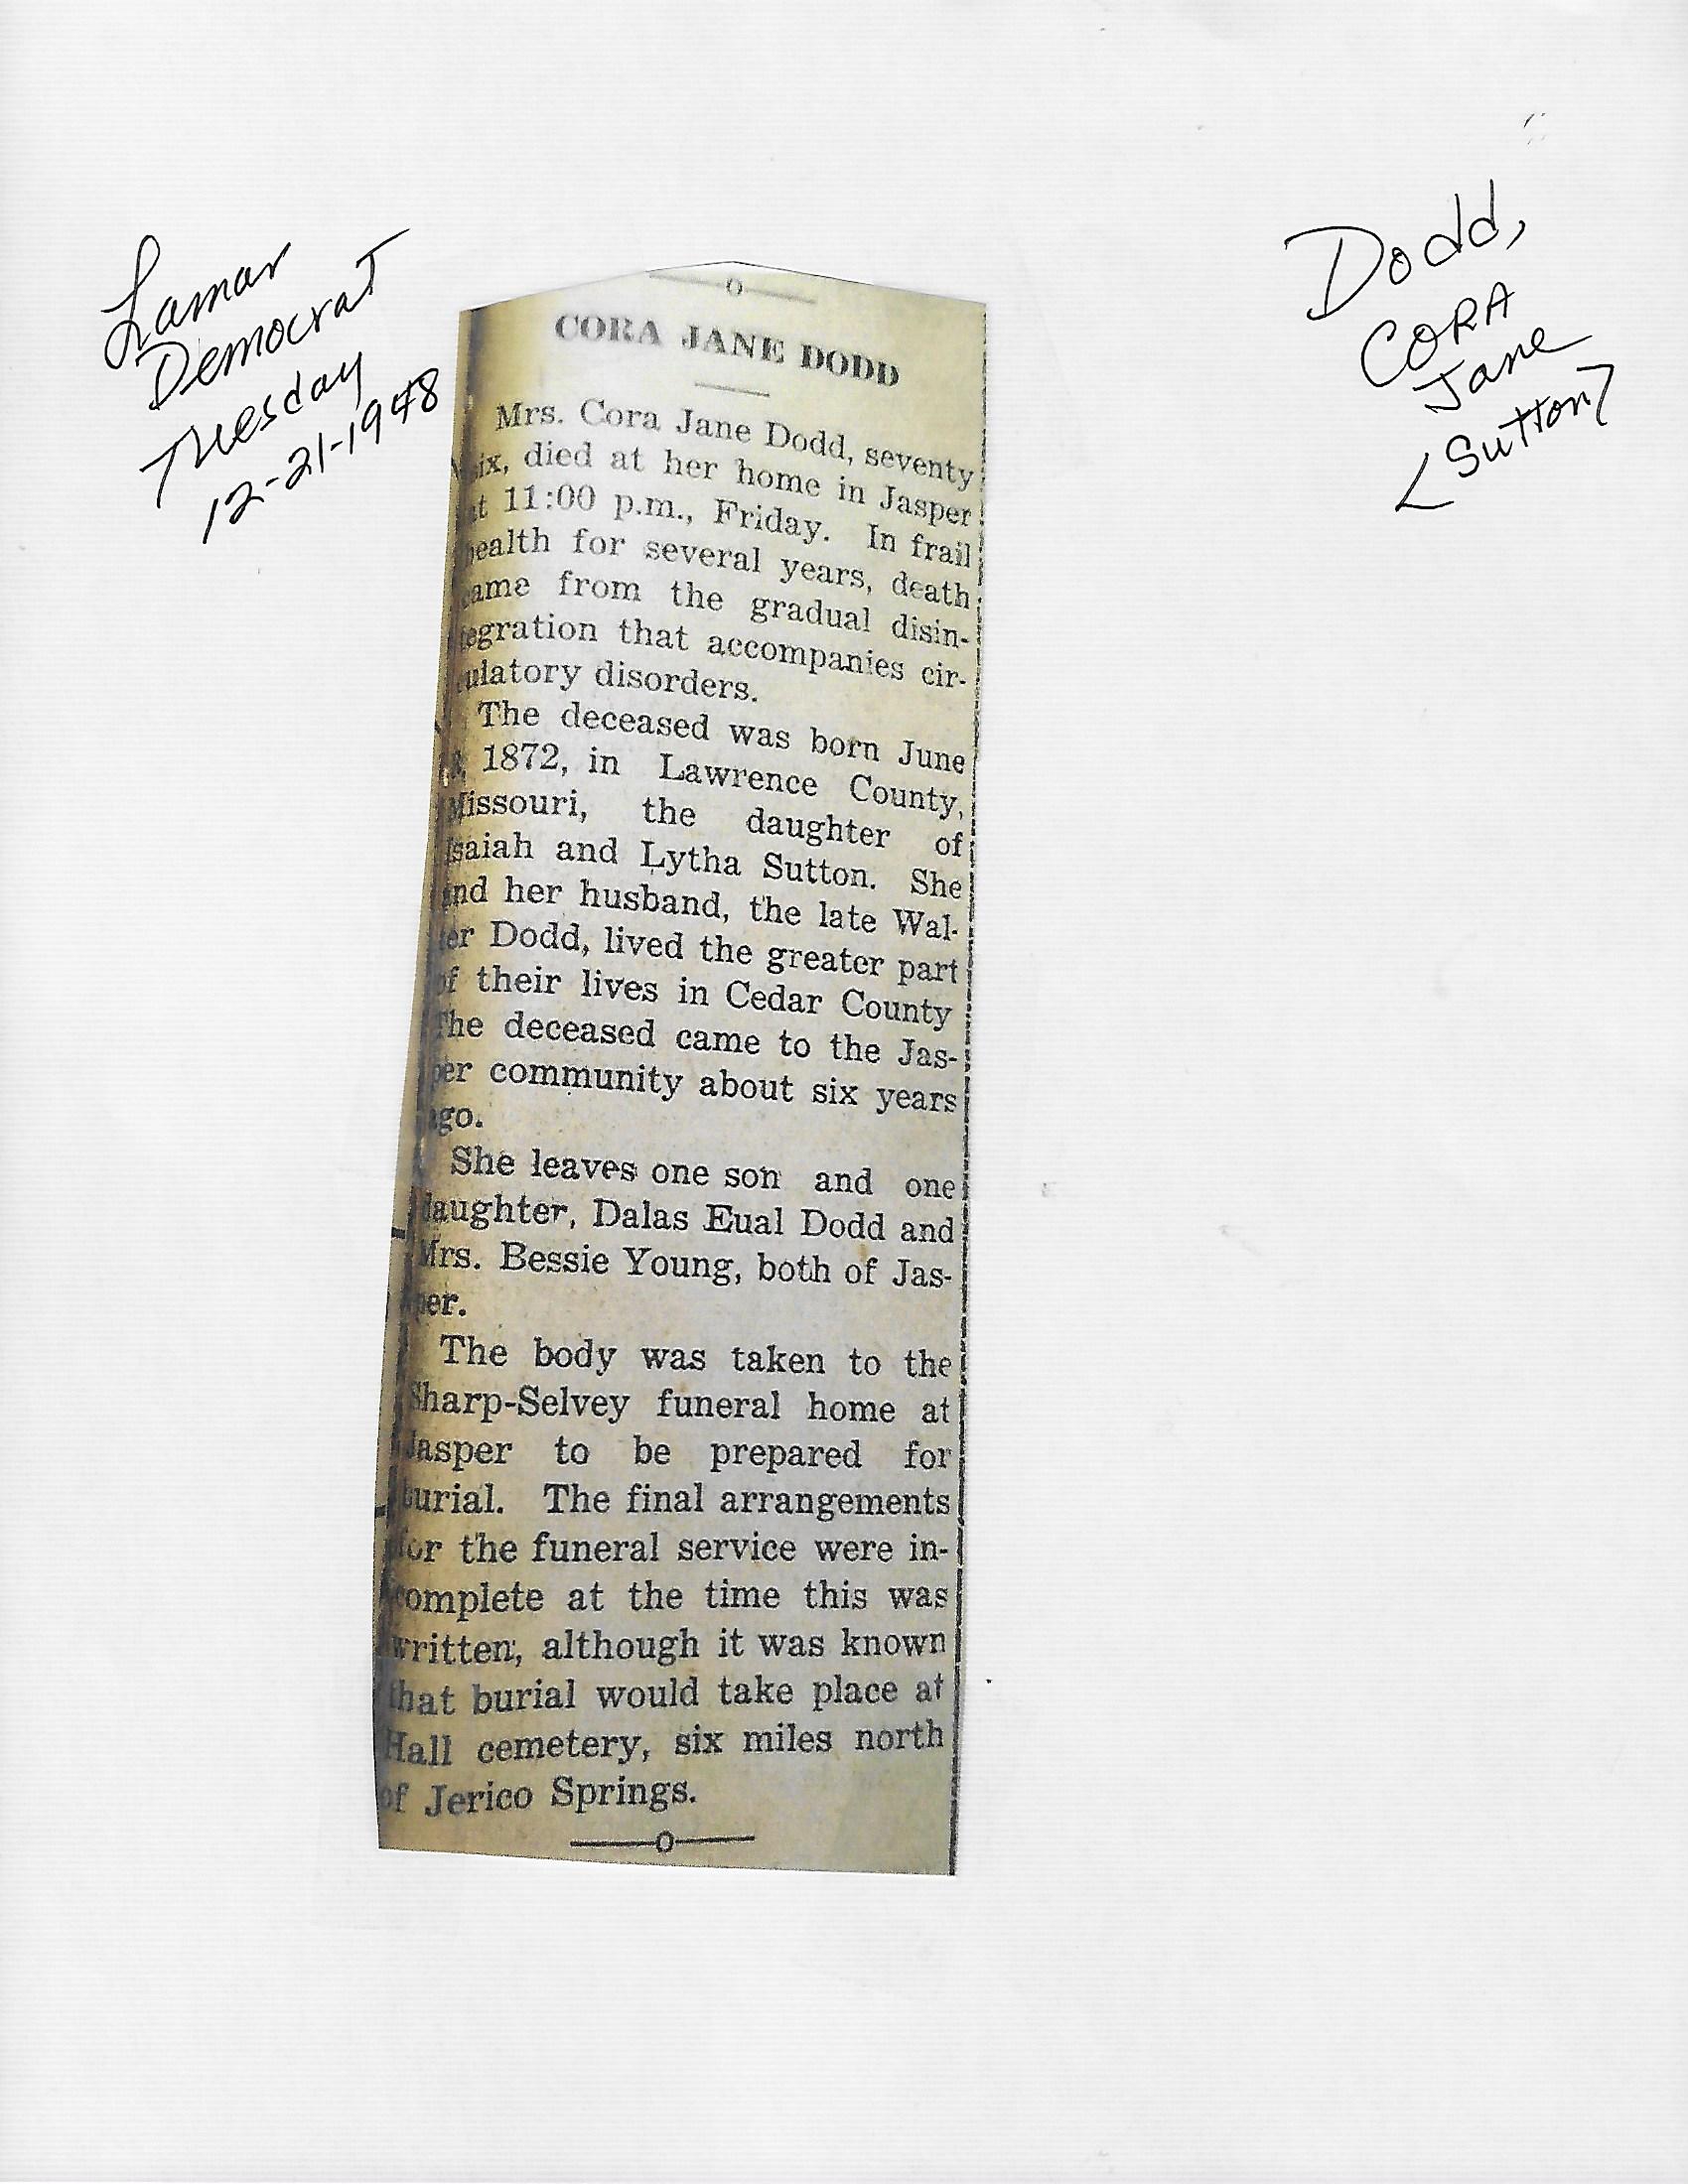 Lamar
Democrat
Tuesday
12-21-1948
Dodd,
CORA
Jane
<Sutton>
CORA JANE DODD
Mrs. Cora Jane Dodd, seventy
six, died at her home in Jasper
at 11:00 p.m., Friday. In frail
health for several years, death
came from the gradual disin-
tegration that accompanies cir-
culatory disorders.
The deceased was born June
1872, in Lawrence County,
Missouri, the daughter of
Isaiah and Lytha Sutton. She
and her husband, the late Wal-
ter Dodd, lived the greater part
of their lives in Cedar County
The deceased came to the Jas-
per community about six years
ago.
She leaves one son and one
daughter, Dalas Eual Dodd and
Mrs. Bessie Young, both of Jas-
per.
The body was taken to the
Sharp-Selvey funeral home at
Jasper to be prepared for
burial. The final arrangements
for the funeral service were in-
complete at the time this was
written, although it was known
that burial would take place at
Hall cemetery, six miles north
of Jerico Springs.